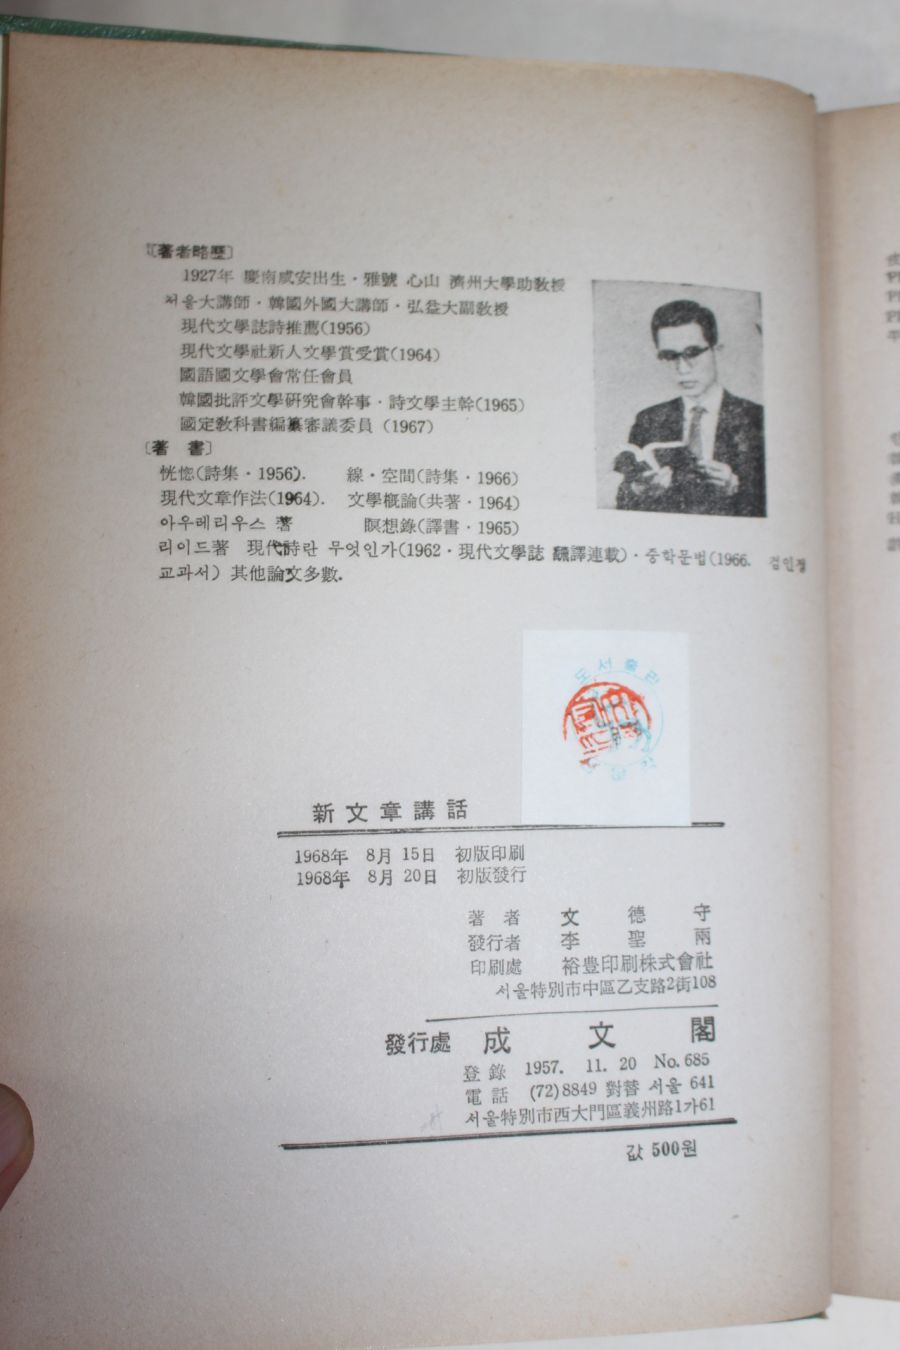 〔著者略歷〕
1927年 慶南咸安出生·雅號 心山 濟州大學助敎授
서울大講師·韓國外國大講師·弘益大副敎授
現代文學誌詩推薦(1956)
現代文學社新人文學賞受賞(1964)
國語國文學會常任會員
韓國批評文學硏究會幹事·詩文學主幹(1965)
國定敎科書編纂審議委員 (1967)
〔著 書〕
恍惚(詩集·1956). 線·空間(詩集·1966)
現代文章作法(1964). 文學槪論(共著·1964)
아우레리우스 著 瞑想錄(譯書·1965)
리이드著 現代詩란 무엇인가(1962·現代文學誌 飜譯連載)·중학문법(1966. 검인정
교과서) 其他論文多數.
도서출판
新文章講話
1968年 8月 15日 初版印刷
1968年 8月 20日 初版發行
著者 文德守
發行者 李聖雨
印刷處 裕豊印刷株式會社
서울特別市中區乙支路2街108
發行處 成文閣
登錄 1957. 11. 20 No. 685
電話 (72)8849 對替 서울 641
서울特別市西大門區義州路1가61
값 500원